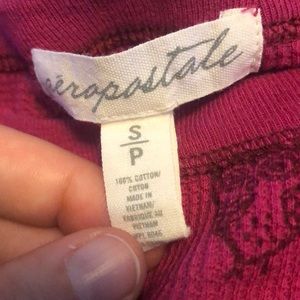 aéropostale
S/P
100% COTTON/
COTON
MADE IN
VIETNAM/
FABRIQUÉ AU
VIETNAM